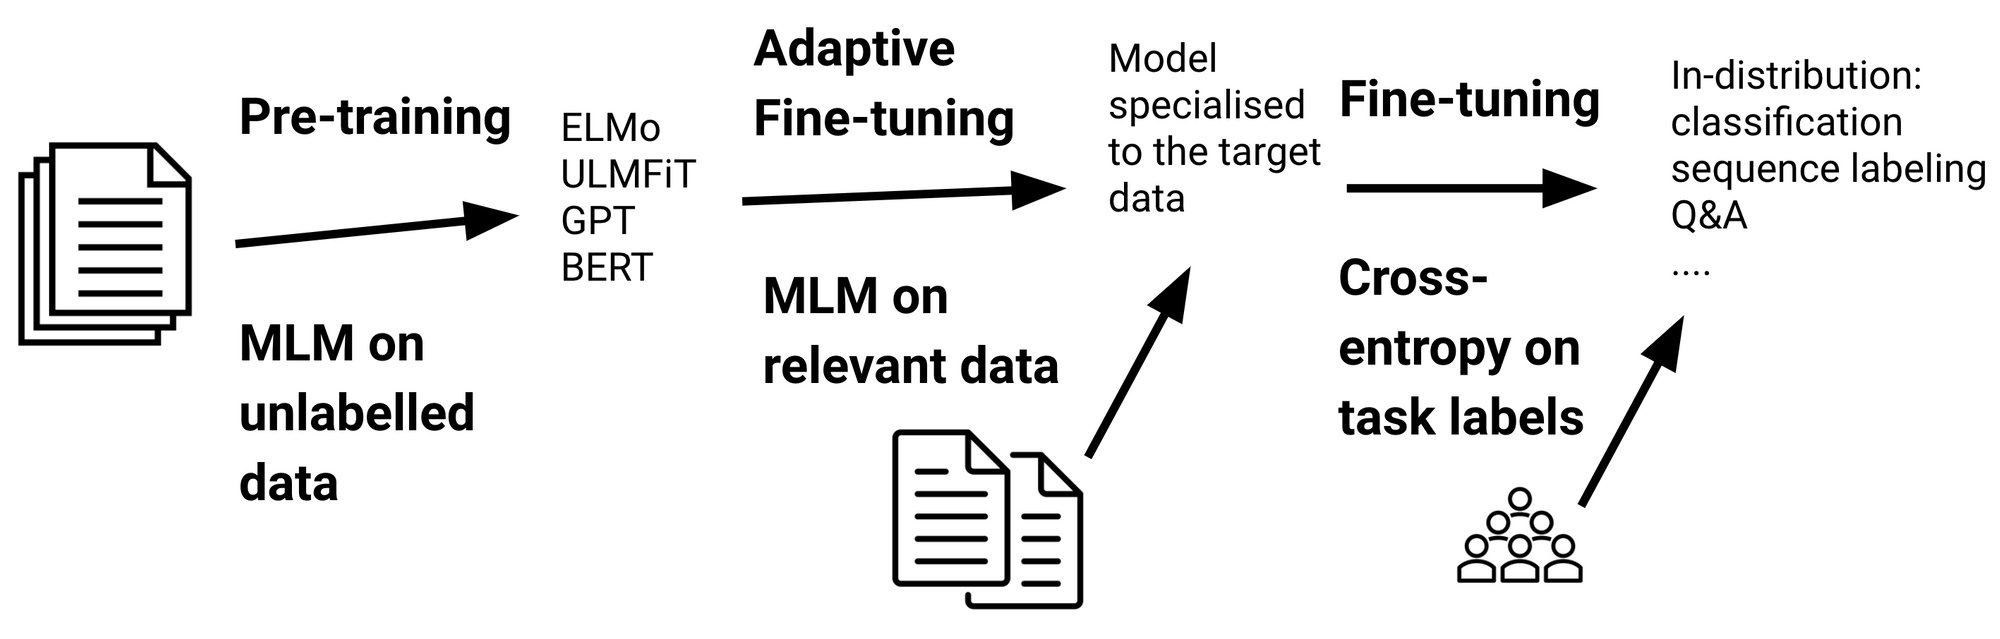 Pre-training
MLM on
unlabelled
data
ELMo
ULMFiT
GPT
BERT
Adaptive
Fine-tuning
MLM on
relevant data
Model
specialised
to the target
data
Fine-tuning
Cross-
entropy on
task labels
In-distribution:
classification
sequence labeling
Q&A
....